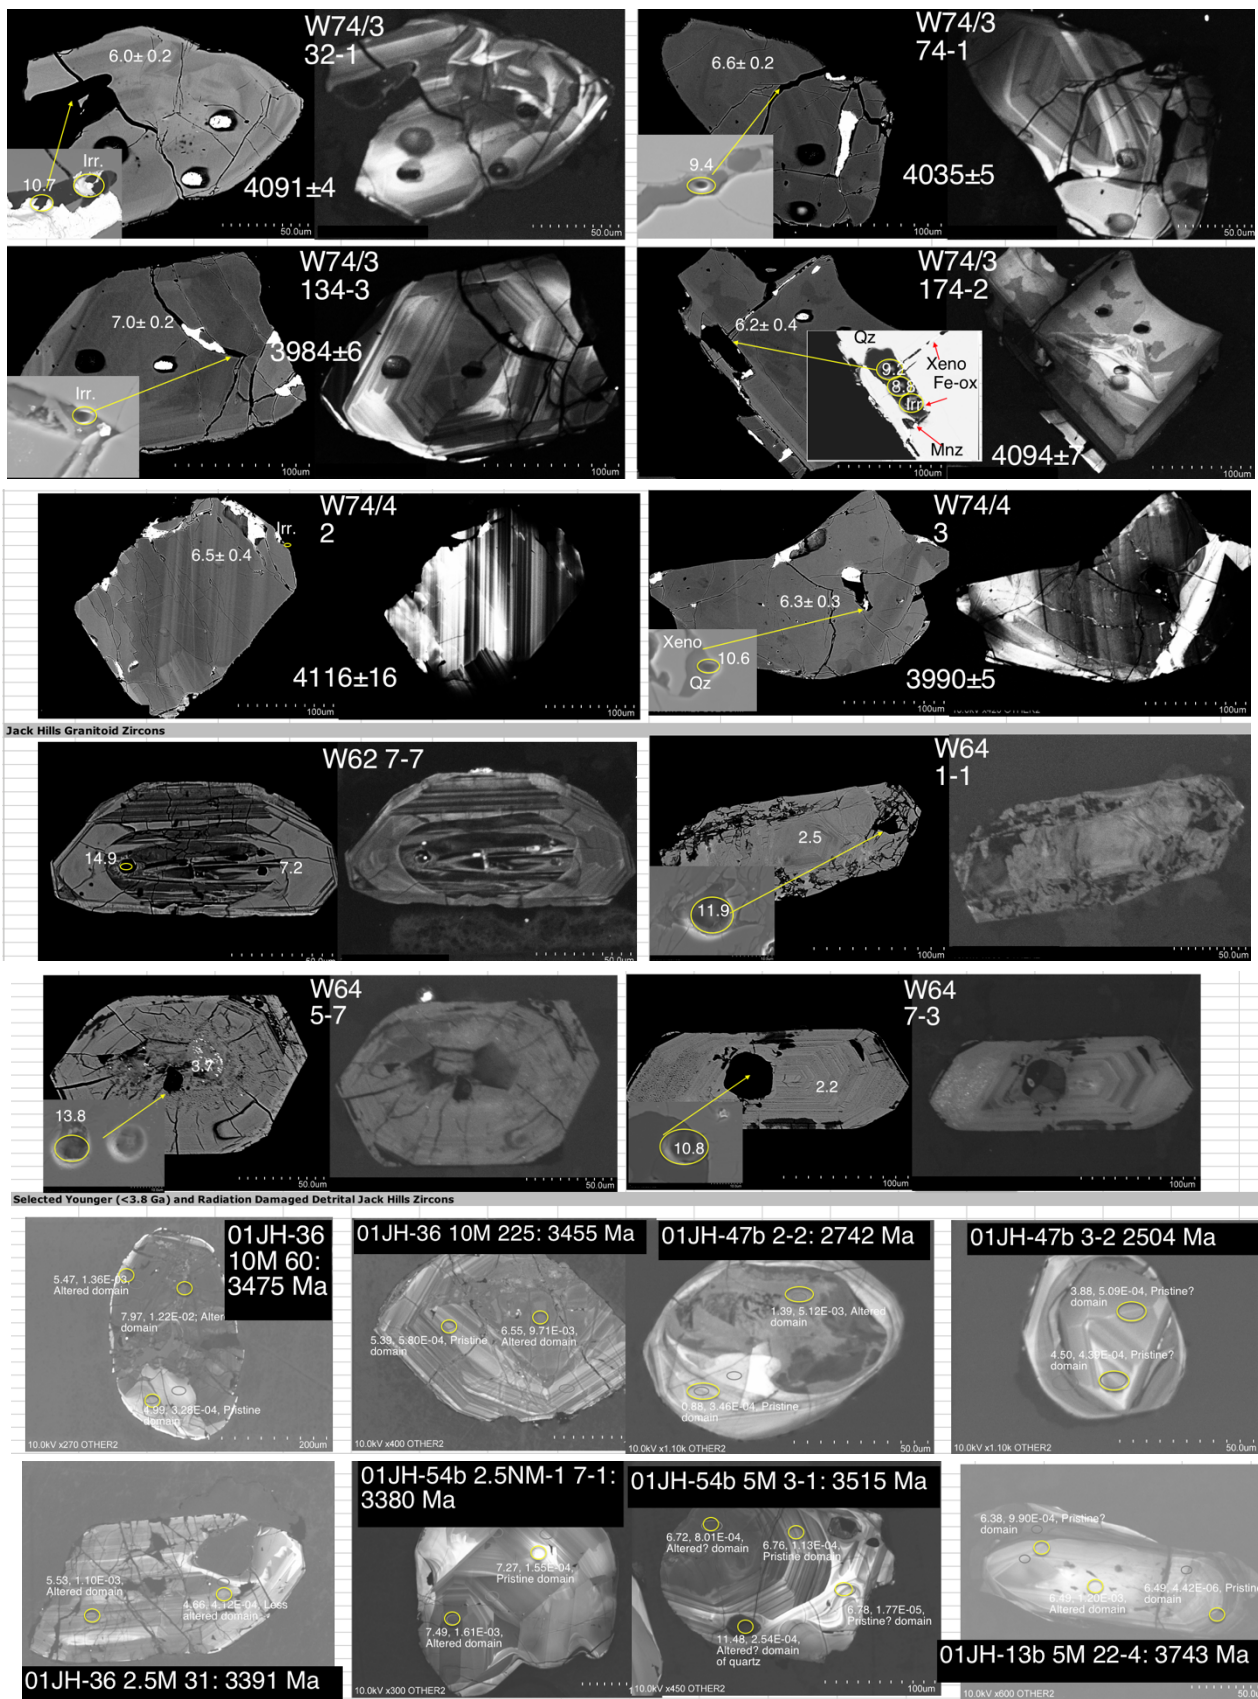 W74/3
32-1
6.0± 0.2
Irr.
10.7
4091±4
50.0um
W74/3
74-1
6.6± 0.2
9.4
4035±5
100um
50.0um
W74/3
134-3
7.0± 0.2
3984±6
Irr.
100um
100um
W74/3
174-2
6.2± 0.4
Qz
9.2
8.8
Irr
Xeno
Fe-ox
Mnz
4094±7
100um
100um
W74/4
2
Irr.
6.5± 0.4
4116±16
100um
100um
W74/4
3
6.3± 0.3
Xeno
10.6
Qz
3990±5
100um
Jack Hills Granitoid Zircons
W62 7-7
14.9
7.2
50.0um
50.0um
W64
1-1
2.5
11.9
100um
50.0um
W64
5-7
3.7
13.8
50.0um
50.0um
W64
7-3
2.2
10.8
100um
100um
Selected Younger (<3.8 Ga) and Radiation Damaged Detrital Jack Hills Zircons
01JH-36
10M 60:
3475 Ma
5.47, 1.36E-03,
Altered domain
7.97, 1.22E-02; Alter
domain
4.99, 3.28E-04, Pristine
domain
10.0kV x270 OTHER2
200um
01JH-36 10M 225: 3455 Ma
5.39, 5.80E-04, Pristine
domain
6.55, 9.71E-03,
Altered domain
10.0kV x400 OTHER2
01JH-47b 2-2: 2742 Ma
1.39, 5.12E-03, Altered
domain
0.88, 3.46E-04, Pristine
domain
10.0kV x1.10k OTHER2
50.0um
01JH-47b 3-2 2504 Ma
3.88, 5.09E-04, Pristine?
domain
4.50, 4.39E-04, Pristine?
domain
10.0kV x1.10k OTHER2
50.0um
5.53, 1.10E-03,
Altered domain
4.66, 4.12E-04, Less
altered domain
01JH-36 2.5M 31: 3391 Ma
01JH-54b 2.5NM-1 7-1:
3380 Ma
7.27, 1.55E-04,
Pristine domain
7.49, 1.61E-03,
Altered domain
10.0kV x300 OTHER2
01JH-54b 5M 3-1: 3515 Ma
6.72, 8.01E-04,
Altered? domain
6.76, 1.13E-04,
Pristine domain
6.78, 1.77E-05,
Pristine? domain
11.48, 2.54E-04,
Altered? domain
of quartz
10.0kV x450 OTHER2
100um
6.38, 9.90E-04, Pristine?
domain
6.49, 4.42E-06, Pristine
domain
6.49, 1.20E-03,
Altered domain
01JH-13b 5M 22-4: 3743 Ma
10.0kV x600 OTHER2
50.0um